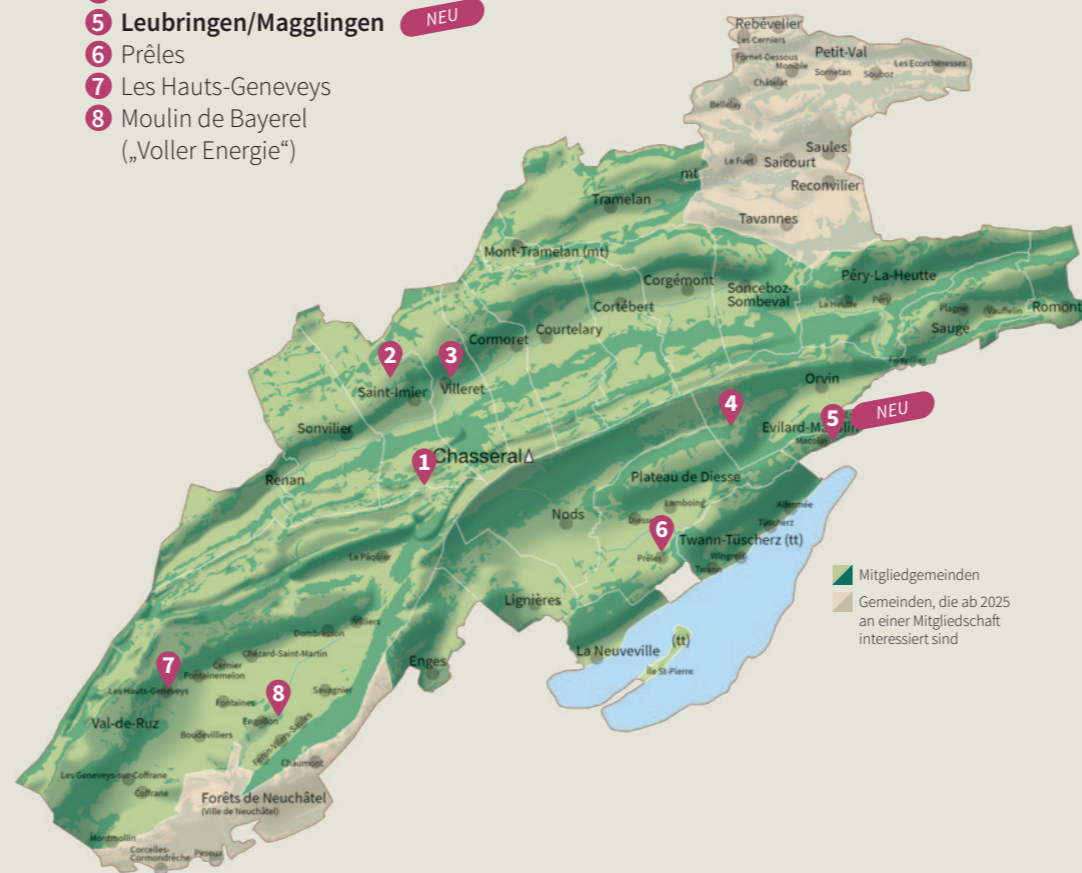 5 Leubringen/Magglingen NEU
6 Prêles
7 Les Hauts-Geneveys
8 Moulin de Bayerel
(„Voller Energie“)
Rebévelier
Les Cerniers
Petit-Val
Fornet-Dessous
Monible
Sornetan
Souboz
Les Ecorcheresses
Châtelat
Bellelay
Saules
Le Fuet
Saicourt
mt
Reconvilier
Tramelan
Tavannes
Mont-Tramelan (mt)
Corgémont
Sonceboz-
Sombeval
Péry-La-Heutte
La Heutte
Péry
Cortébert
Plagne
Vauffelin
Romont
Sauge
Courtelary
Cormoret
2
3
Saint-Imier
Villeret
Frinvillier
Orvin
4
5 NEU
Evilard-Macolin
Macolin
Sonvilier
1
Chasseral
Renan
Plateau de Diesse
Lamboing
Diesse
Nods
6
Prêles
Alfermée
Tüscherz
Twann-Tüscherz (tt)
Wingreis
Twann
Le Pâquier
Mitgliedgemeinden
Gemeinden, die ab 2025
an einer Mitgliedschaft
interessiert sind
Lignières
Villiers
Dombresson
La Neuveville
(tt)
Île St-Pierre
Enges
Chézard-Saint-Martin
7
Cernier
Fontainemelon
Les Hauts-Geneveys
8
Savagnier
Fontaines
Engollon
Val-de-Ruz
Boudevilliers
Fenin-Vilars-Saules
Chaumont
Les Geneveys-sur-Coffrane
Coffrane
Forêts de Neuchâtel
(Ville de Neuchâtel)
Montmollin
Corcelles-
Cormondrèche
Peseux